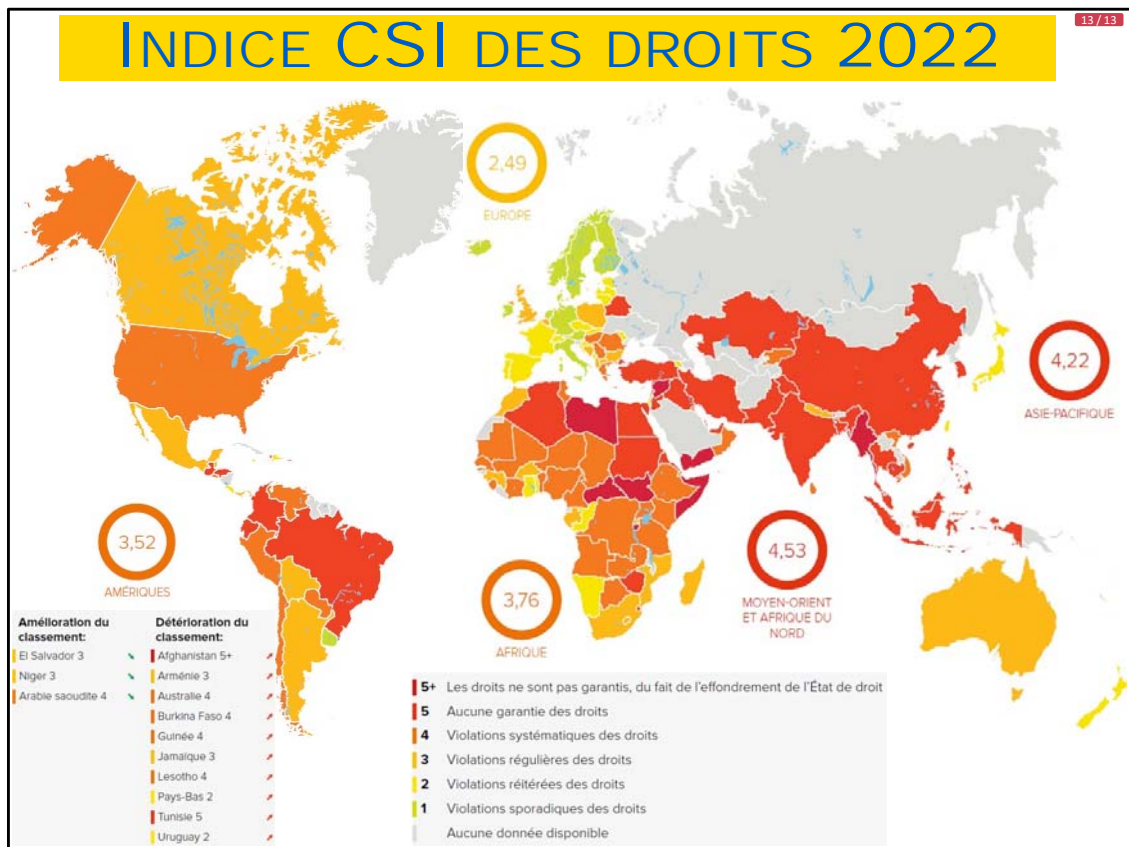 INDICE CSI DES DROITS 2022
13 / 13
2,49
EUROPE
4,22
ASIE-PACIFIQUE
3,52
AMÉRIQUES
4,53
MOYEN-ORIENT
ET AFRIQUE DU
NORD
3,76
AFRIQUE
Amélioration du
classement:
El Salvador 3
Niger 3
Arabie saoudite 4
Détérioration du
classement:
Afghanistan 5+
Arménie 3
Australie 4
Burkina Faso 4
Guinée 4
Jamaïque 3
Lesotho 4
Pays-Bas 2
Tunisie 5
Uruguay 2
5+ Les droits ne sont pas garantis, du fait de l'effondrement de l'État de droit
5 Aucune garantie des droits
4 Violations systématiques des droits
3 Violations régulières des droits
2 Violations réitérées des droits
1 Violations sporadiques des droits
Aucune donnée disponible